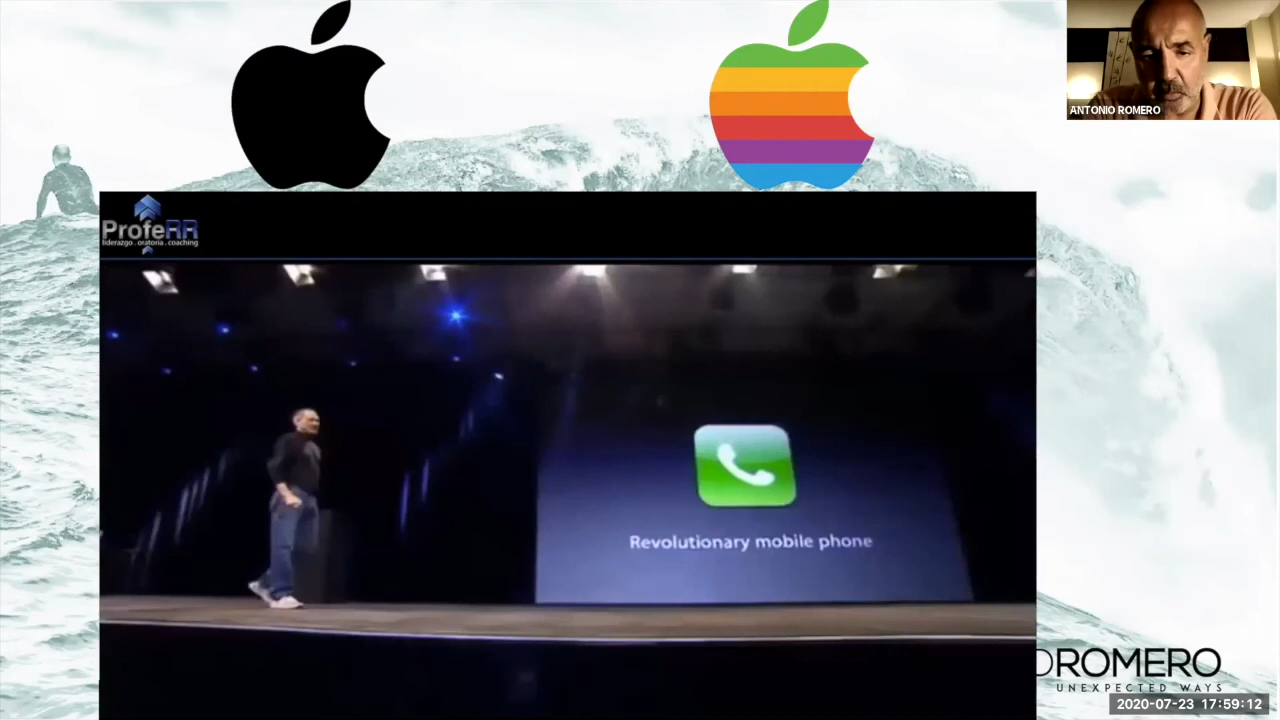 ANTONIO ROMERO
ProfeRR
liderazgo . oratoria . coaching
Revolutionary mobile phone
ROMERO
UNEXPECTED WAYS
2020-07-23 17:59:12